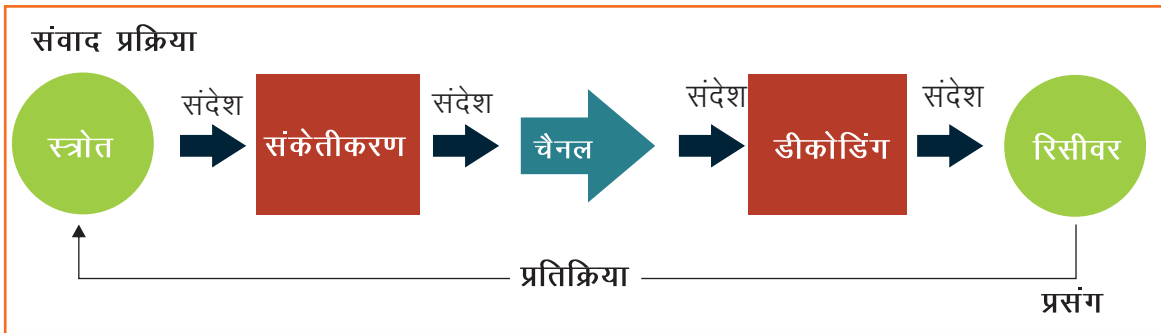 संवाद प्रक्रिया
स्त्रोत
संदेश
संकेतीकरण
संदेश
चैनल
संदेश
डीकोडिंग
संदेश
रिसीवर
प्रतिक्रिया
प्रसंग